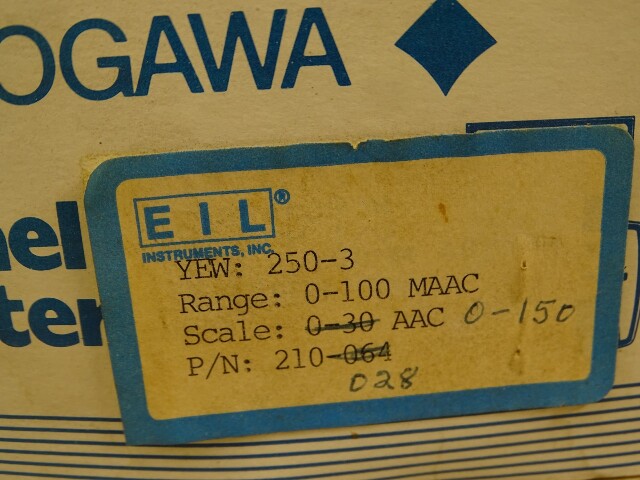 OGAWA
nel
ter
EIL®
INSTRUMENTS, INC.
YEW: 250-3
Range: 0-100 MAAC
Scale: 0-30 AAC 0-150
P/N: 210-064
028